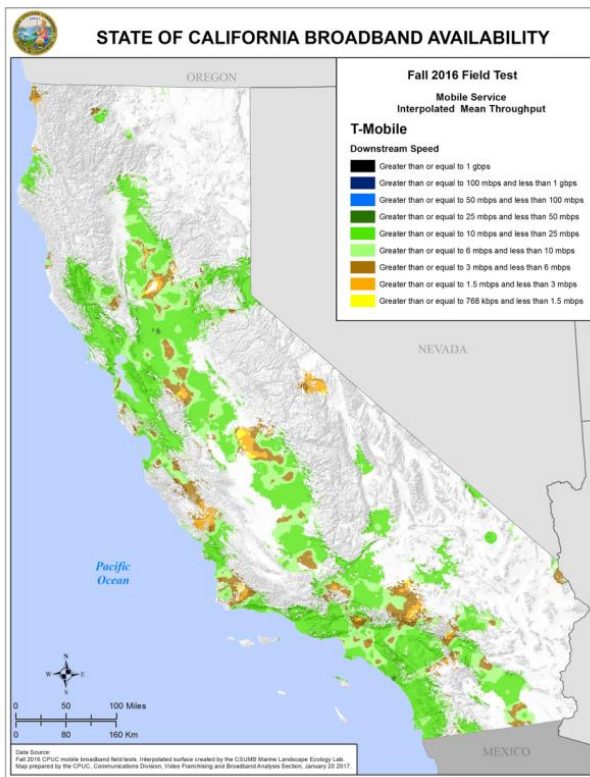 STATE OF CALIFORNIA BROADBAND AVAILABILITY
OREGON
Fall 2016 Field Test
Mobile Service
Interpolated Mean Throughput
T-Mobile
Downstream Speed
Greater than or equal to 1 gbps
Greater than or equal to 100 mbps and less than 1 gbps
Greater than or equal to 50 mbps and less than 100 mbps
Greater than or equal to 25 mbps and less than 50 mbps
Greater than or equal to 10 mbps and less than 25 mbps
Greater than or equal to 6 mbps and less than 10 mbps
Greater than or equal to 3 mbps and less than 6 mbps
Greater than or equal to 1.5 mbps and less than 3 mbps
Greater than or equal to 768 kbps and less than 1.5 mbps
NEVADA
Pacific
Ocean
N
W E
S
0 50 100 Miles
0 80 160 Km
MEXICO
Data Source:
Fall 2016 CPUC mobile broadband field tests. Interpolated surface created by the CSUMB Marine Landscape Ecology Lab.
Map prepared by the CPUC, Communications Division, Video Franchising and Broadband Analysis Section, January 20 2017.